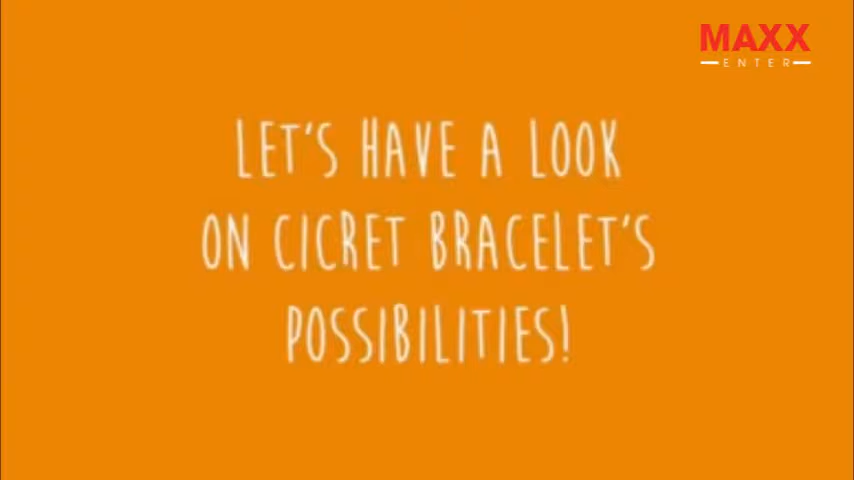 MAXX
ENTER
LET'S HAVE A LOOK
ON CICRET BRACELET'S
POSSIBILITIES!